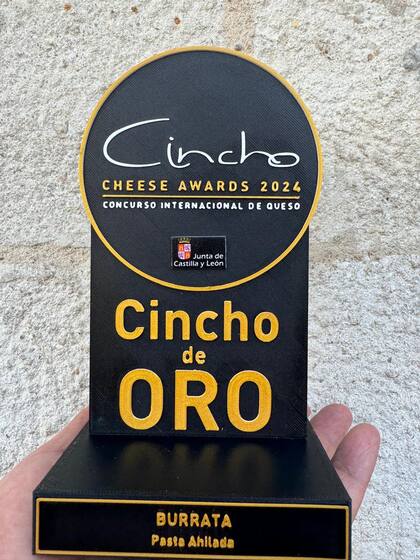 Cincho
CHEESE AWARDS 2024
CONCURSO INTERNACIONAL DE QUESO
Junta de
Castilla y León
Cincho
de
ORO
BURRATA
Pasta Ahilada